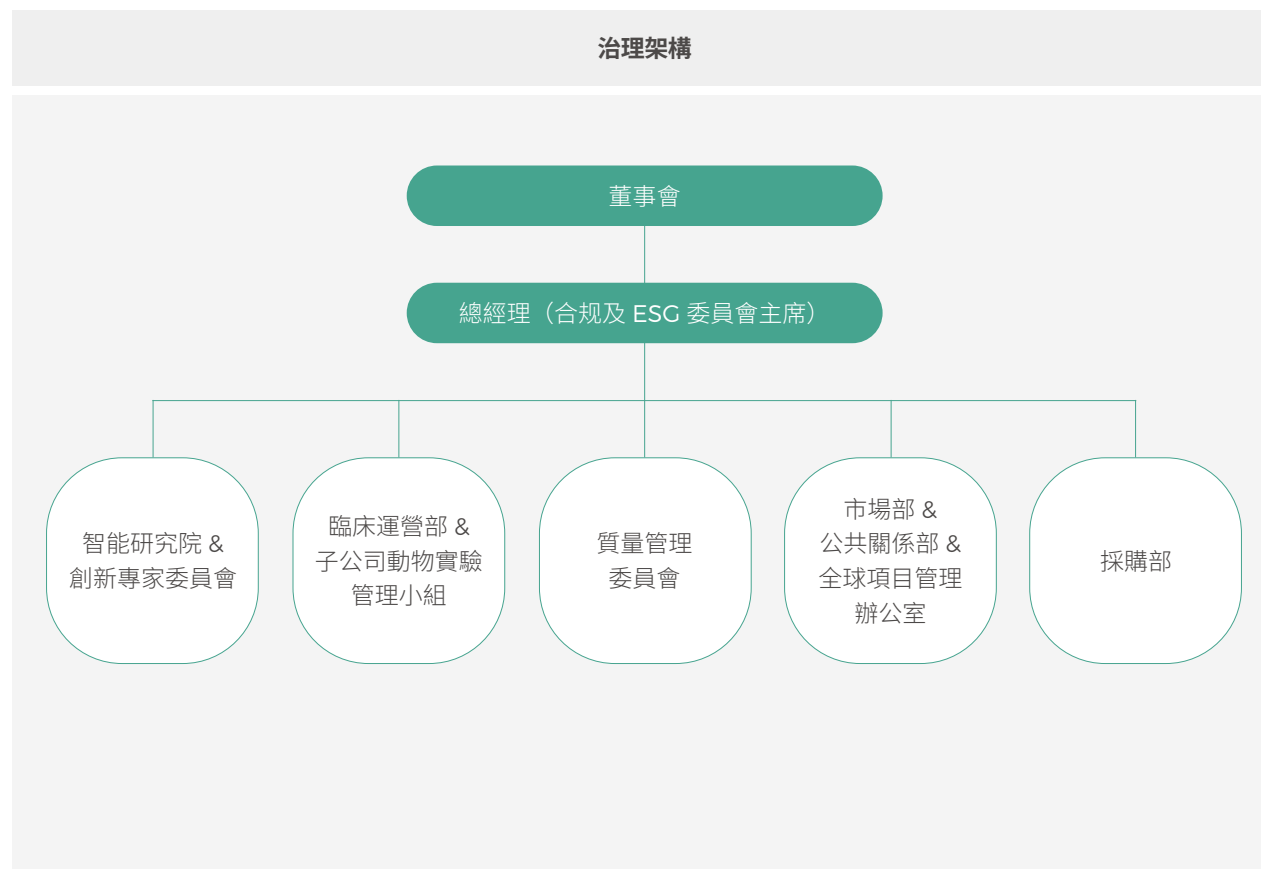 治理架構
董事會
總經理（合规及 ESG 委員會主席）
智能研究院 &
創新專家委員會
臨床運營部 &
子公司動物實驗
管理小組
質量管理
委員會
市場部 &
公共關係部 &
全球項目管理
辦公室
採購部